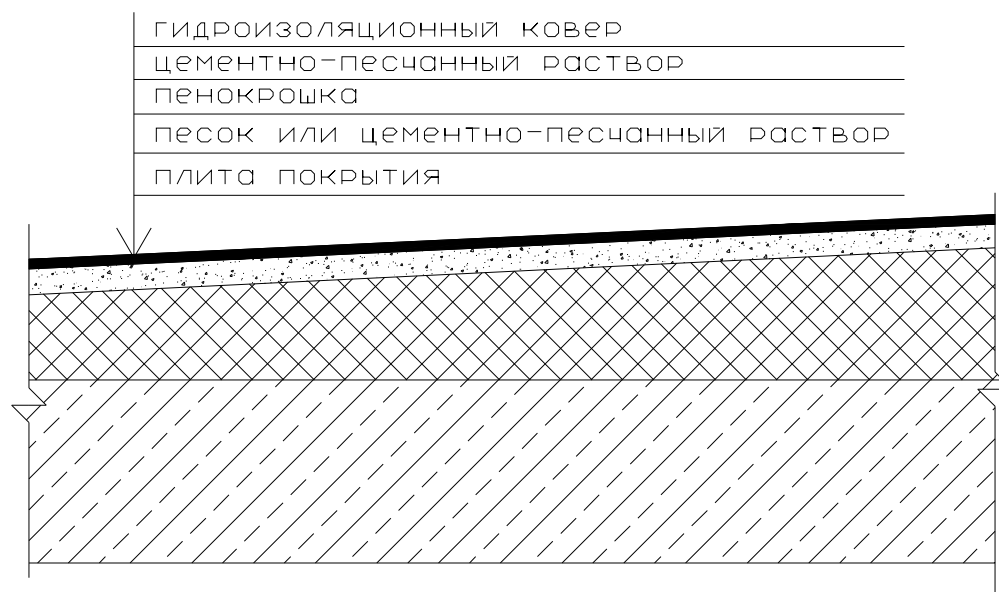 гидроизоляционный ковер
цементно-песчанный раствор
пенокрошка
песок или цементно-песчанный раствор
плита покрытия